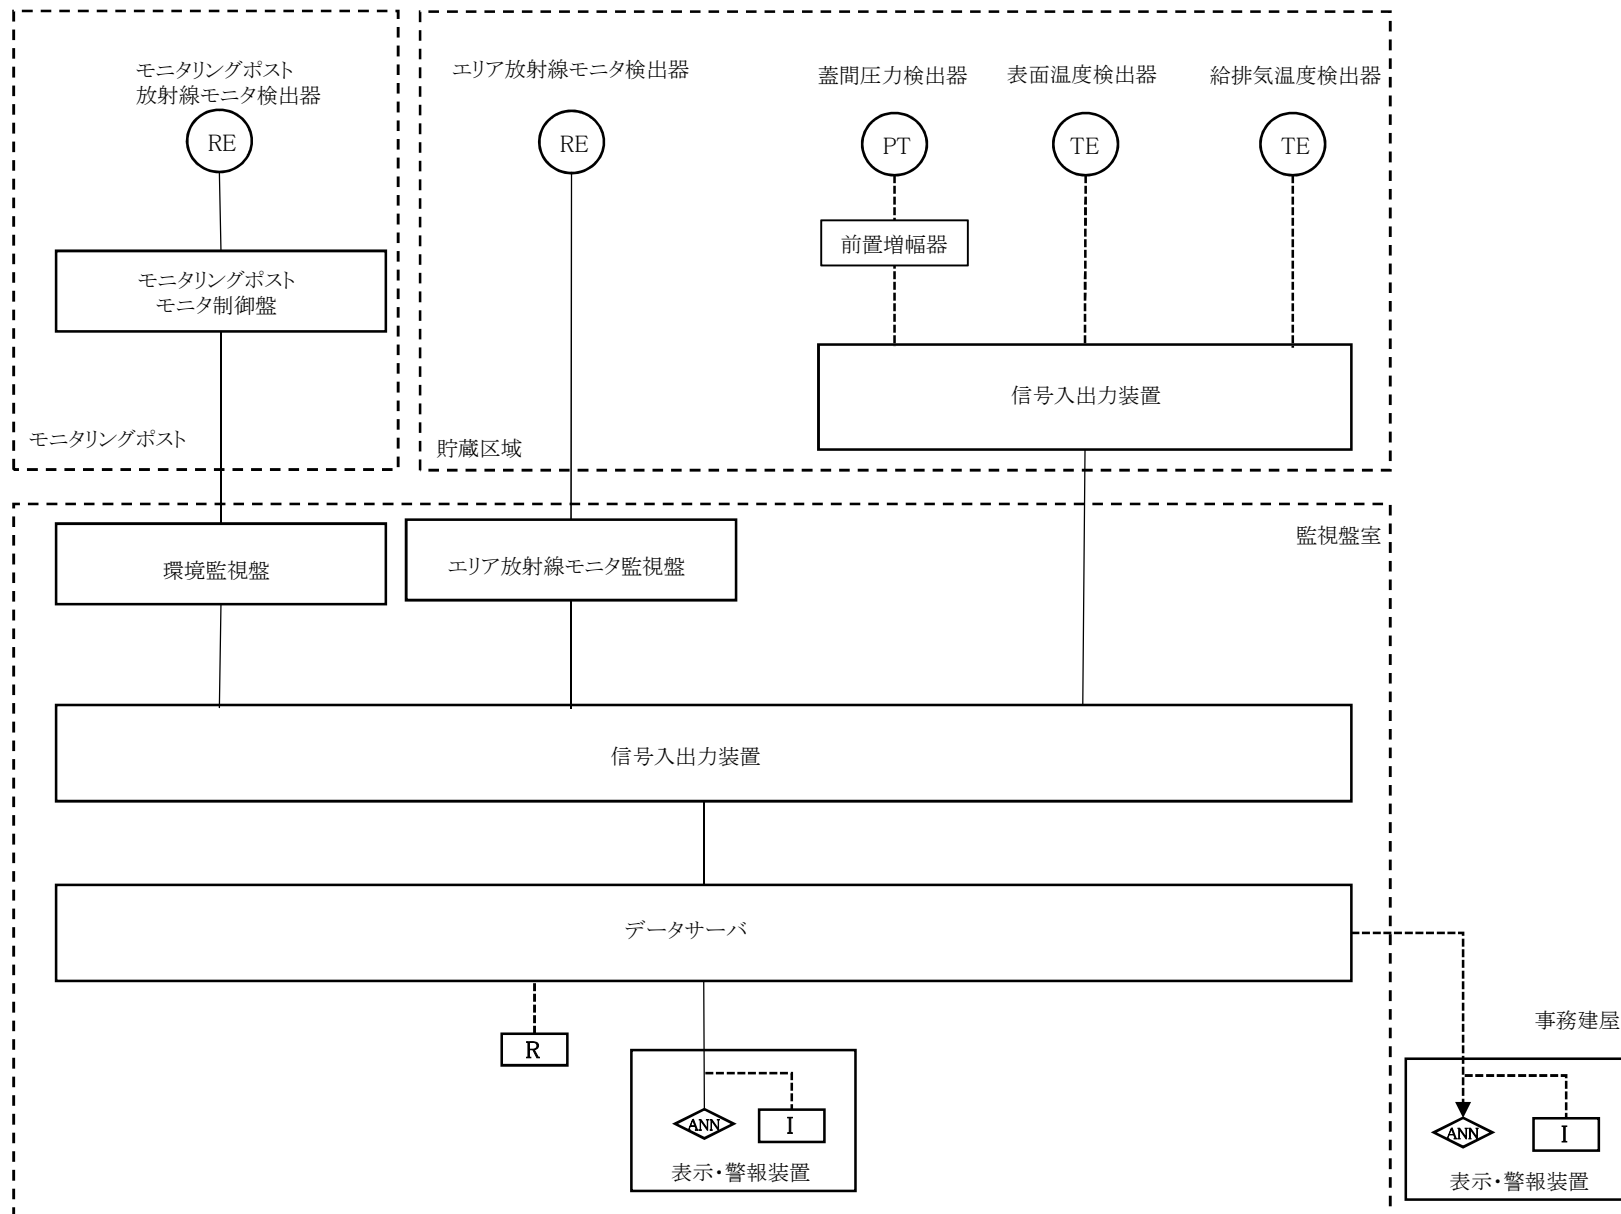 モニタリングポスト
放射線モニタ検出器
エリア放射線モニタ検出器
蓋間圧力検出器
表面温度検出器
給排気温度検出器
RE
RE
PT
TE
TE
前置増幅器
モニタリングポスト
モニタ制御盤
信号入出力装置
モニタリングポスト
貯蔵区域
監視盤室
環境監視盤
エリア放射線モニタ監視盤
信号入出力装置
データサーバ
事務建屋
R
ANN
I
表示・警報装置
ANN
I
表示・警報装置